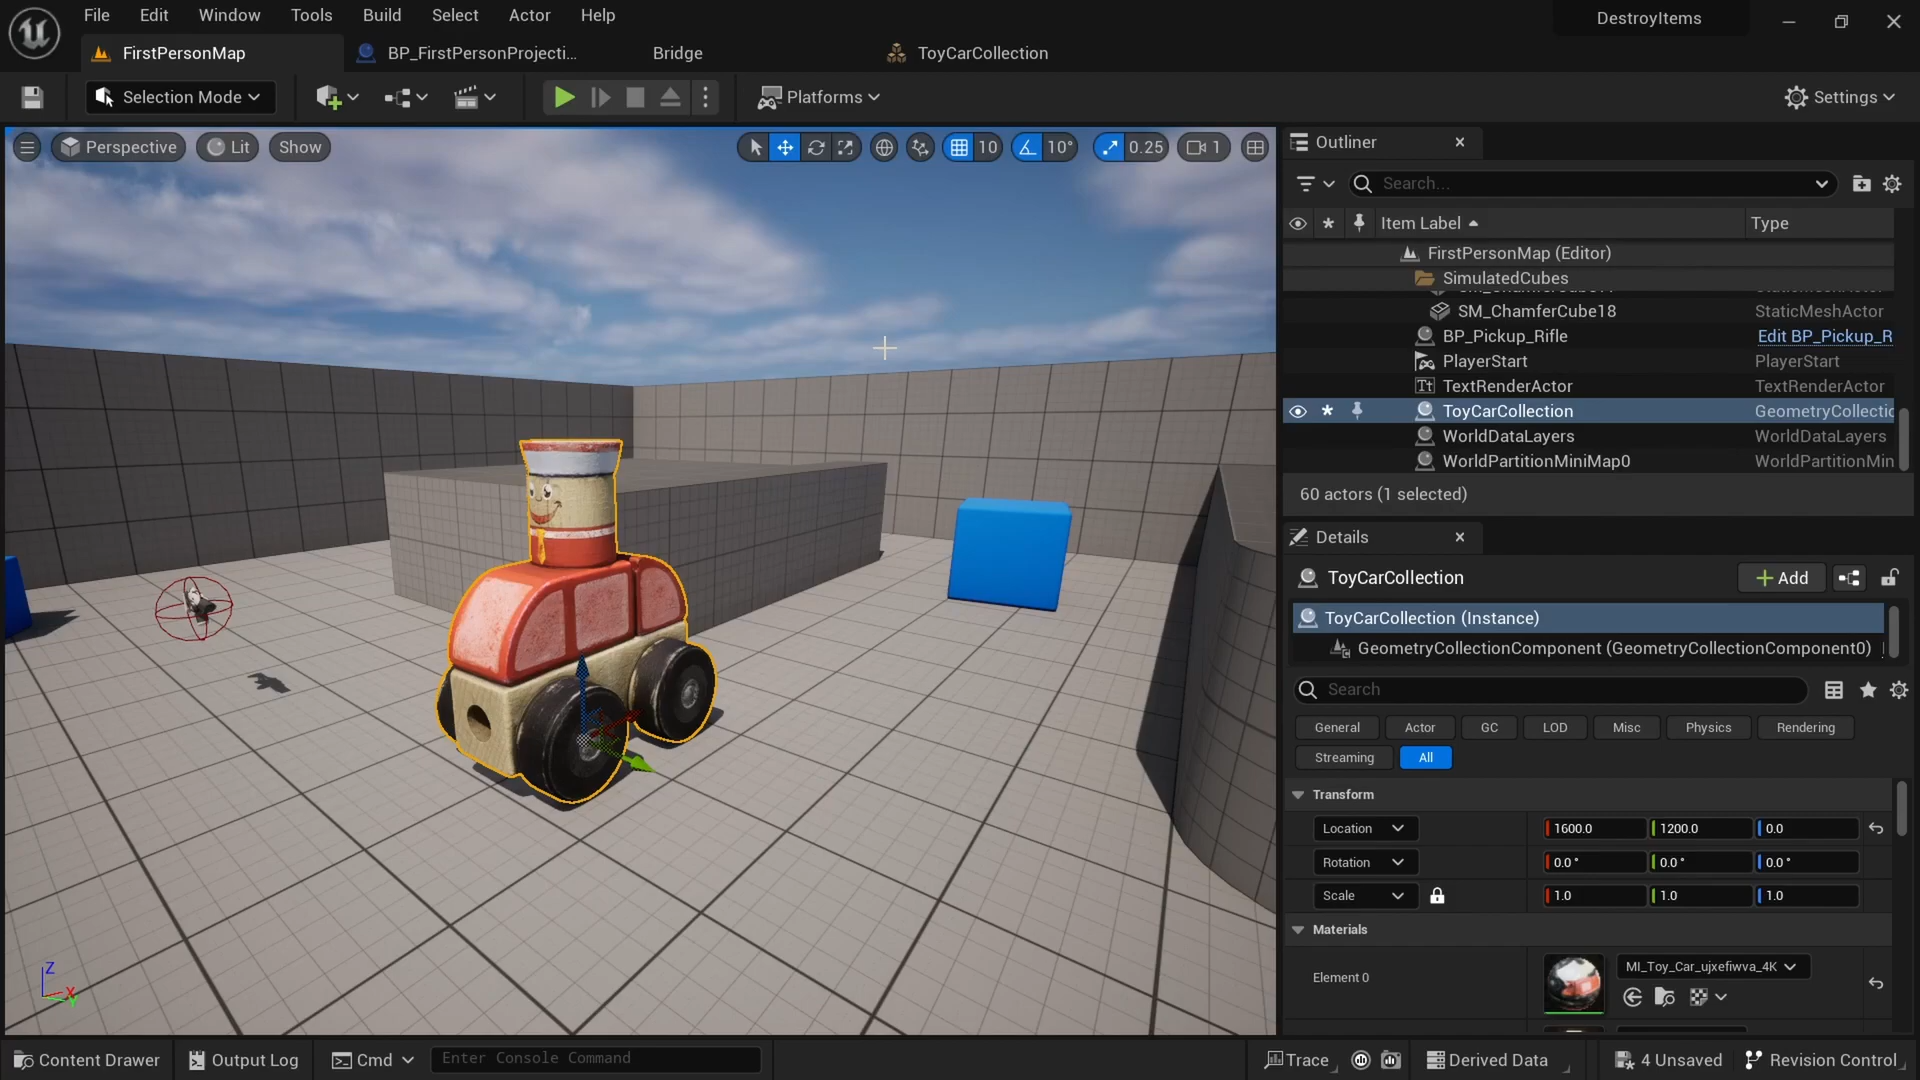 File Edit Window Tools Build Select Actor Help
DestroyItems
FirstPersonMap
BP_FirstPersonProjecti...
Bridge
ToyCarCollection
Selection Mode
Platforms
Settings
Perspective
Lit
Show
10
10°
0.25
1
Outliner
Search...
Item Label
Type
FirstPersonMap (Editor)
SimulatedCubes
SM_ChamferCube18
StaticMeshActor
BP_Pickup_Rifle
Edit BP_Pickup_R
PlayerStart
PlayerStart
Tt TextRenderActor
TextRenderActor
ToyCarCollection
GeometryCollectic
WorldDataLayers
WorldDataLayers
WorldPartitionMiniMap0
WorldPartitionMin
60 actors (1 selected)
Details
ToyCarCollection
+ Add
ToyCarCollection (Instance)
GeometryCollectionComponent (GeometryCollectionComponent0)
Search
General Actor GC LOD Misc Physics Rendering
Streaming All
Transform
Location 1600.0 1200.0 0.0
Rotation 0.0 ° 0.0 ° 0.0 °
Scale 1.0 1.0 1.0
Materials
Element 0
MI_Toy_Car_ujxefiwva_4K
Z
X
Y
Content Drawer
Output Log
Cmd
Enter Console Command
Trace
Derived Data
4 Unsaved
Revision Control